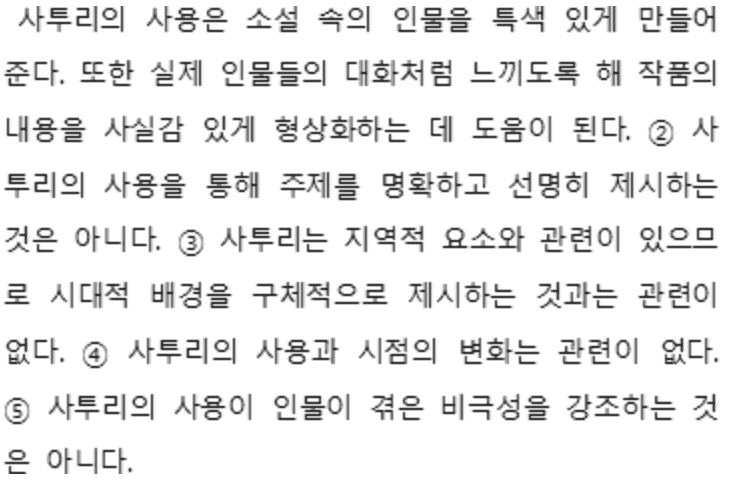 사투리의 사용은 소설 속의 인물을 특색 있게 만들어
준다. 또한 실제 인물들의 대화처럼 느끼도록 해 작품의
내용을 사실감 있게 형상화하는 데 도움이 된다. ② 사
투리의 사용을 통해 주제를 명확하고 선명히 제시하는
것은 아니다. ③ 사투리는 지역적 요소와 관련이 있으므
로 시대적 배경을 구체적으로 제시하는 것과는 관련이
없다. ④ 사투리의 사용과 시점의 변화는 관련이 없다.
⑤ 사투리의 사용이 인물이 겪은 비극성을 강조하는 것
은 아니다.